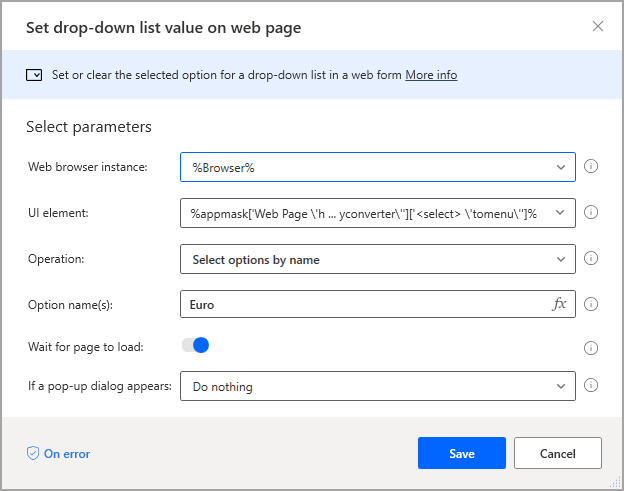 Set drop-down list value on web page
Set or clear the selected option for a drop-down list in a web form More info
Select parameters
Web browser instance: %Browser%
UI element: %appmask['Web Page \'h ... yconverter\'']['<select> \'tomenu\'']%
Operation: Select options by name
Option name(s): Euro fx
Wait for page to load:
If a pop-up dialog appears: Do nothing
On error Save Cancel